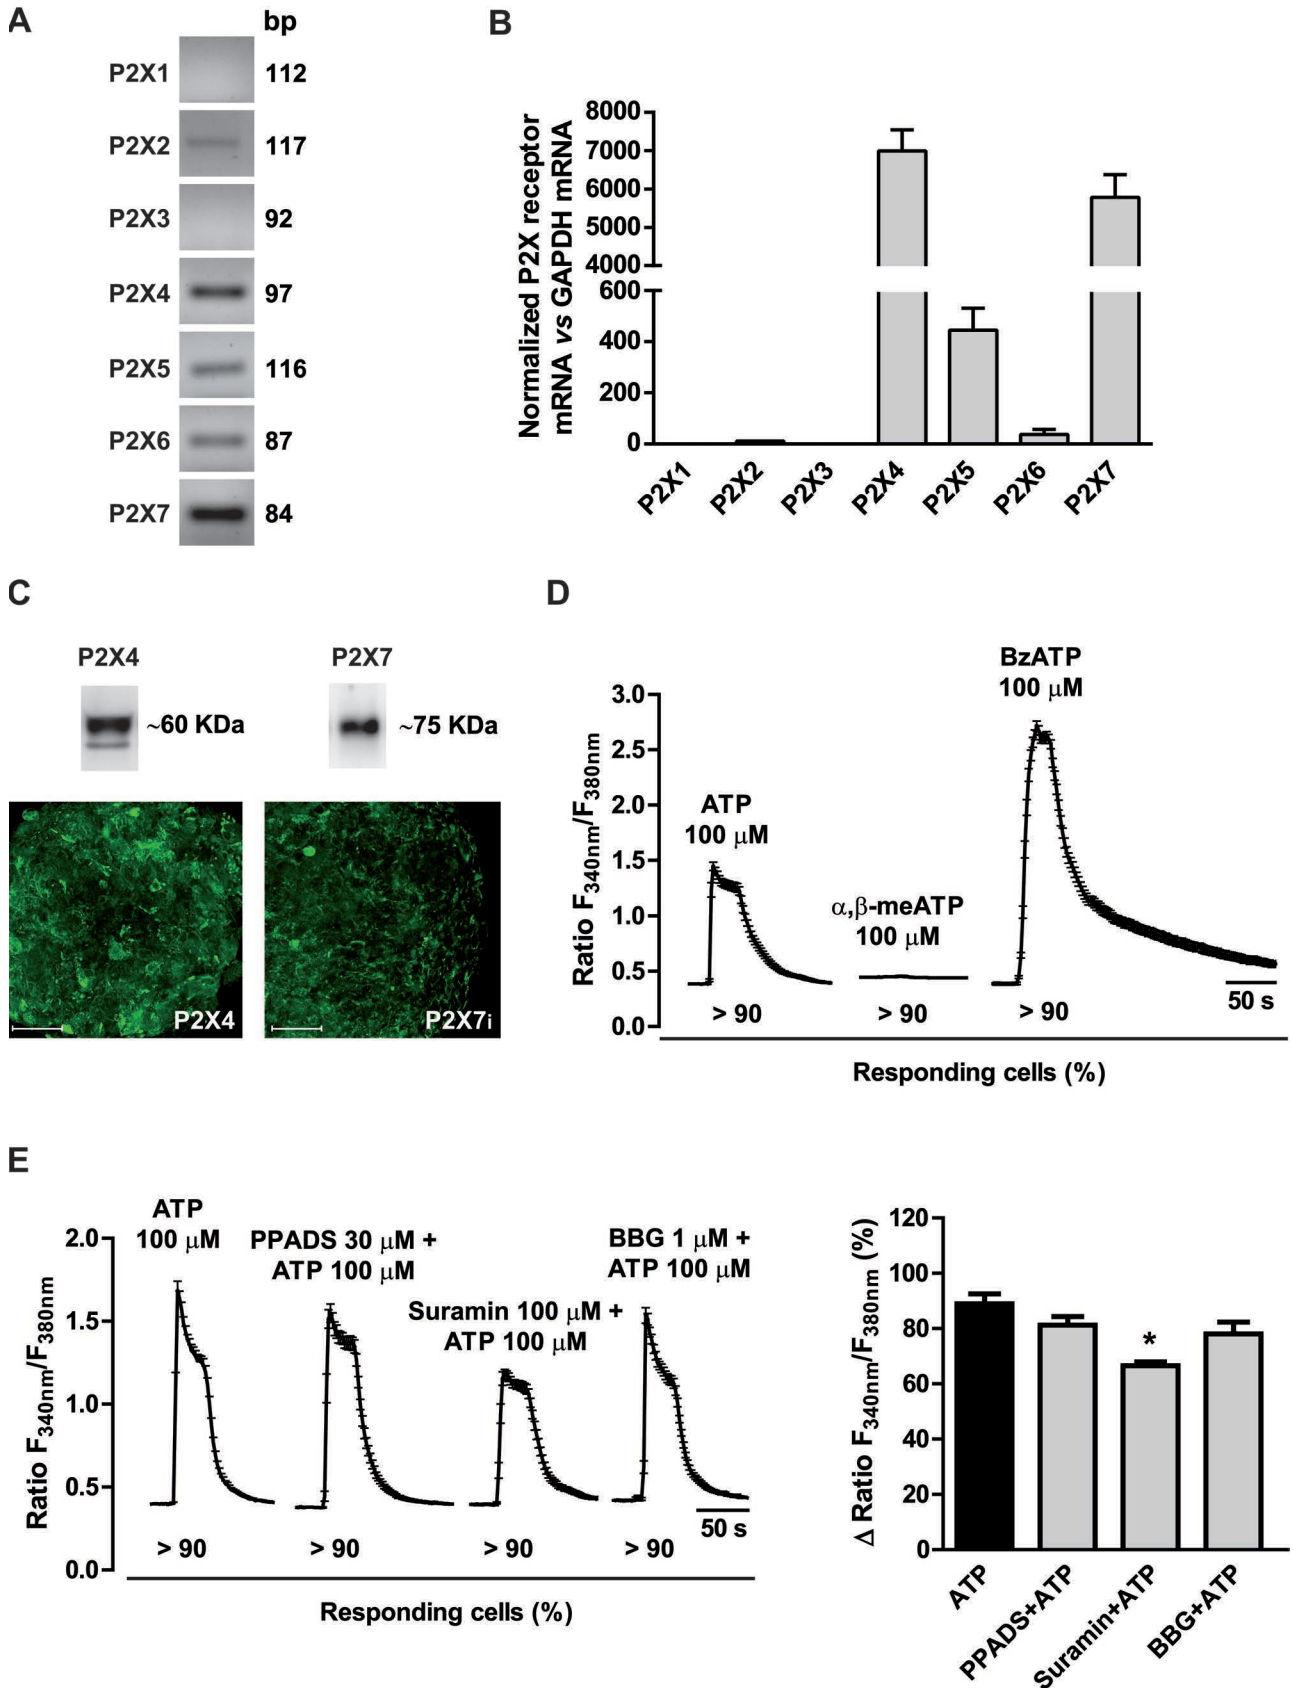 A
bp
P2X1 112
P2X2 117
P2X3 92
P2X4 97
P2X5 116
P2X6 87
P2X7 84
B
Normalized P2X receptor
mRNA vs GAPDH mRNA
8000
7000
6000
5000
4000
600
400
200
0
P2X1
P2X2
P2X3
P2X4
P2X5
P2X6
P2X7
C
P2X4
~60 KDa
P2X7
~75 KDa
P2X4
P2X7i
D
Ratio F340nm/F380nm
3.0
2.5
2.0
1.5
1.0
0.5
0.0
ATP
100 μM
α,β-meATP
100 μM
BzATP
100 μM
50 s
> 90
> 90
> 90
Responding cells (%)
E
Ratio F340nm/F380nm
2.0
1.5
1.0
0.5
0.0
ATP
100 μM
PPADS 30 μM +
ATP 100 μM
Suramin 100 μM +
ATP 100 μM
BBG 1 μM +
ATP 100 μM
50 s
> 90
> 90
> 90
> 90
Responding cells (%)
Δ Ratio F340nm/F380nm (%)
120
100
80
60
40
20
0
*
ATP
PPADS+ATP
Suramin+ATP
BBG+ATP